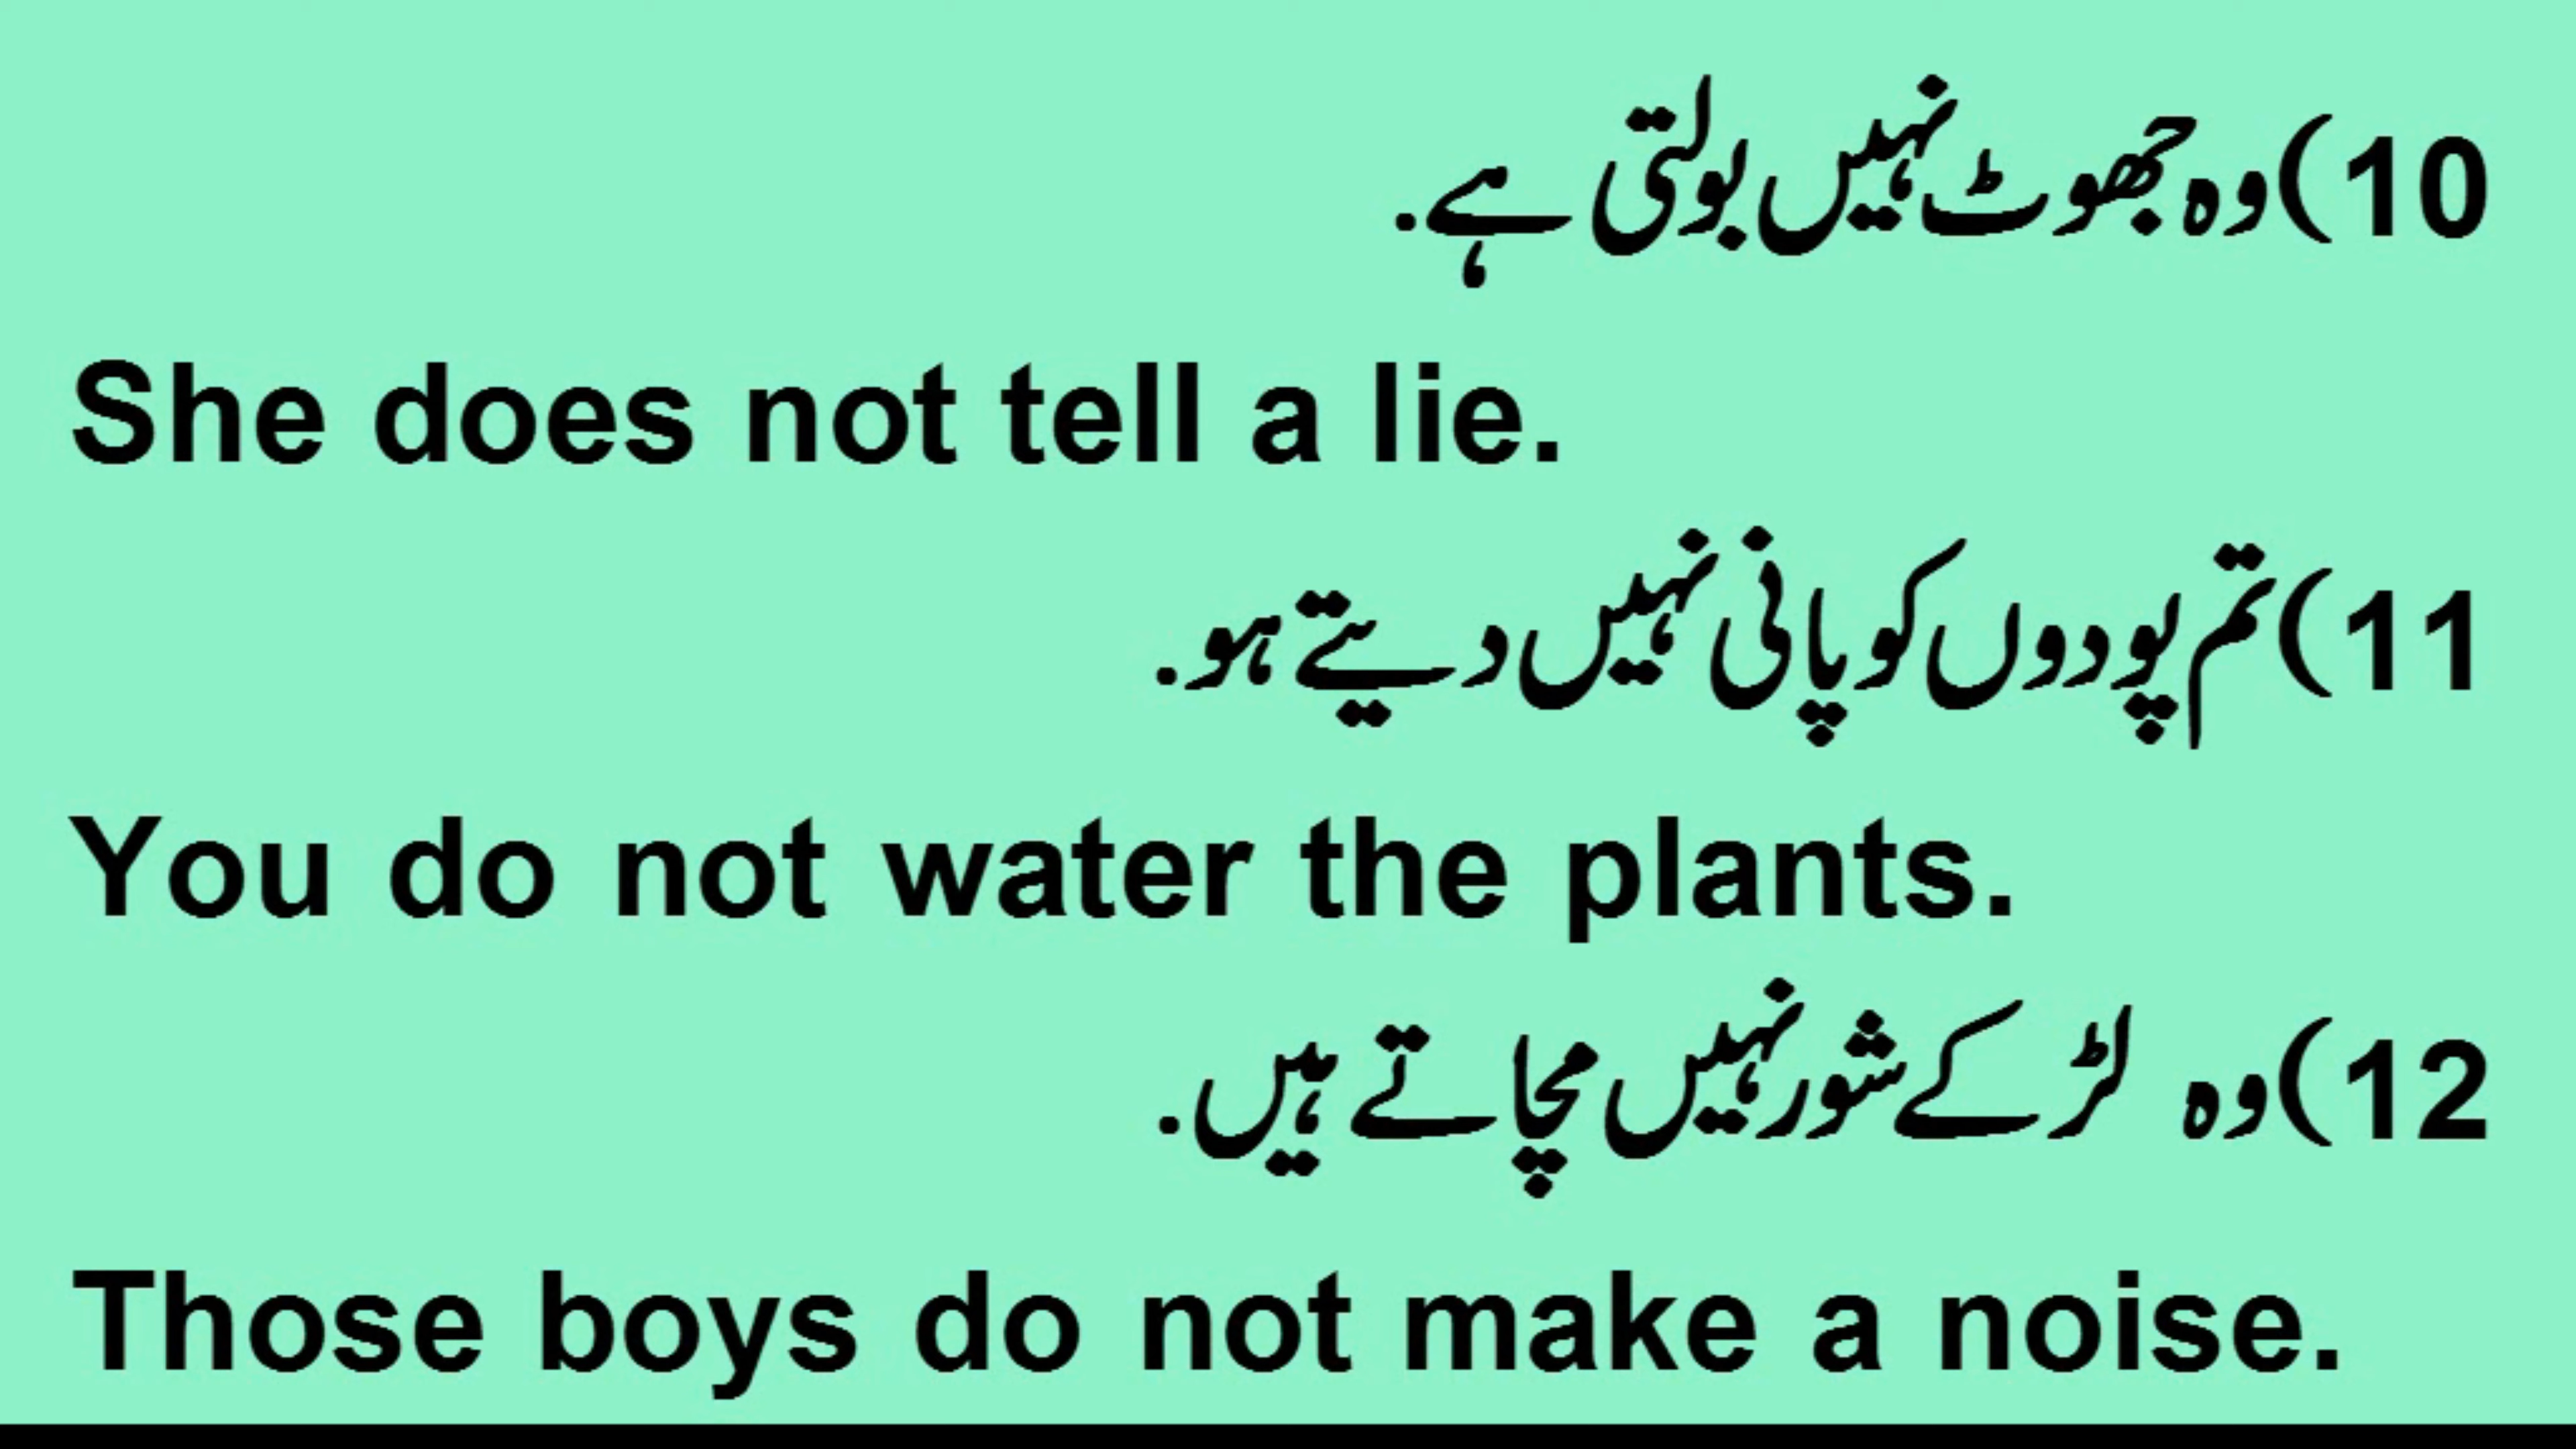 10)وہ جھوٹ نہیں بولتی ہے.
She does not tell a lie.
11)تم پودوں کو پانی نہیں دیتے ہو.
You do not water the plants.
12)وہ لڑکے شور نہیں مچاتے ہیں.
Those boys do not make a noise.